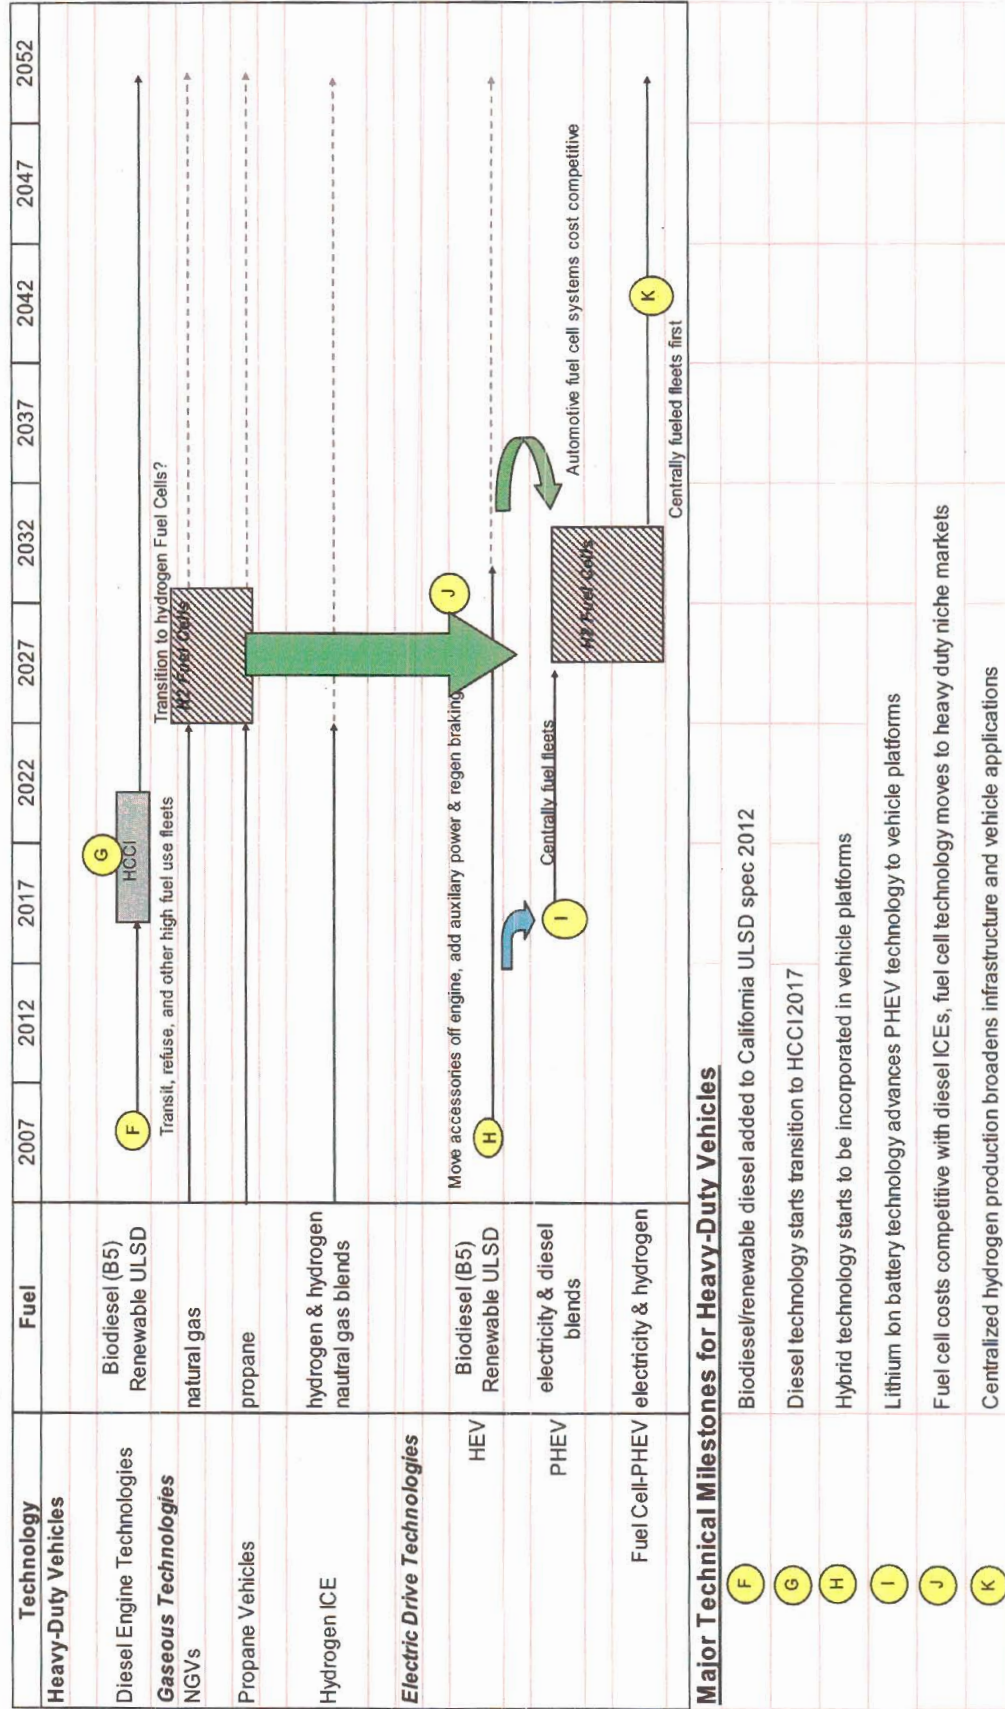 Technology Fuel 2007 2012 2017 2022 2027 2032 2037 2042 2047 2052
Heavy-Duty Vehicles
G
F
Diesel Engine Technologies
Biodiesel (B5)
Renewable ULSD
HCCI
Transit, refuse, and other high fuel use fleets
Transition to hydrogen Fuel Cells?
Gaseous Technologies
NGVs
natural gas
H2 Fuel Cells
Propane Vehicles
propane
Hydrogen ICE
hydrogen & hydrogen
nautral gas blends
Electric Drive Technologies
J
Move accessories off engine, add auxilary power & regen braking
HEV
Biodiesel (B5)
Renewable ULSD
H
Centrally fuel fleets
I
PHEV
electricity & diesel
blends
Automotive fuel cell systems cost competitive
H2 Fuel Cells
Fuel Cell-PHEV
electricity & hydrogen
K
Centrally fueled fleets first
Major Technical Milestones for Heavy-Duty Vehicles
F Biodiesel/renewable diesel added to California ULSD spec 2012
G Diesel technology starts transition to HCCI 2017
H Hybrid technology starts to be incorporated in vehicle platforms
I Lithium Ion battery technology advances PHEV technology to vehicle platforms
J Fuel cell costs competitive with diesel ICEs, fuel cell technology moves to heavy duty niche markets
K Centralized hydrogen production broadens infrastructure and vehicle applications